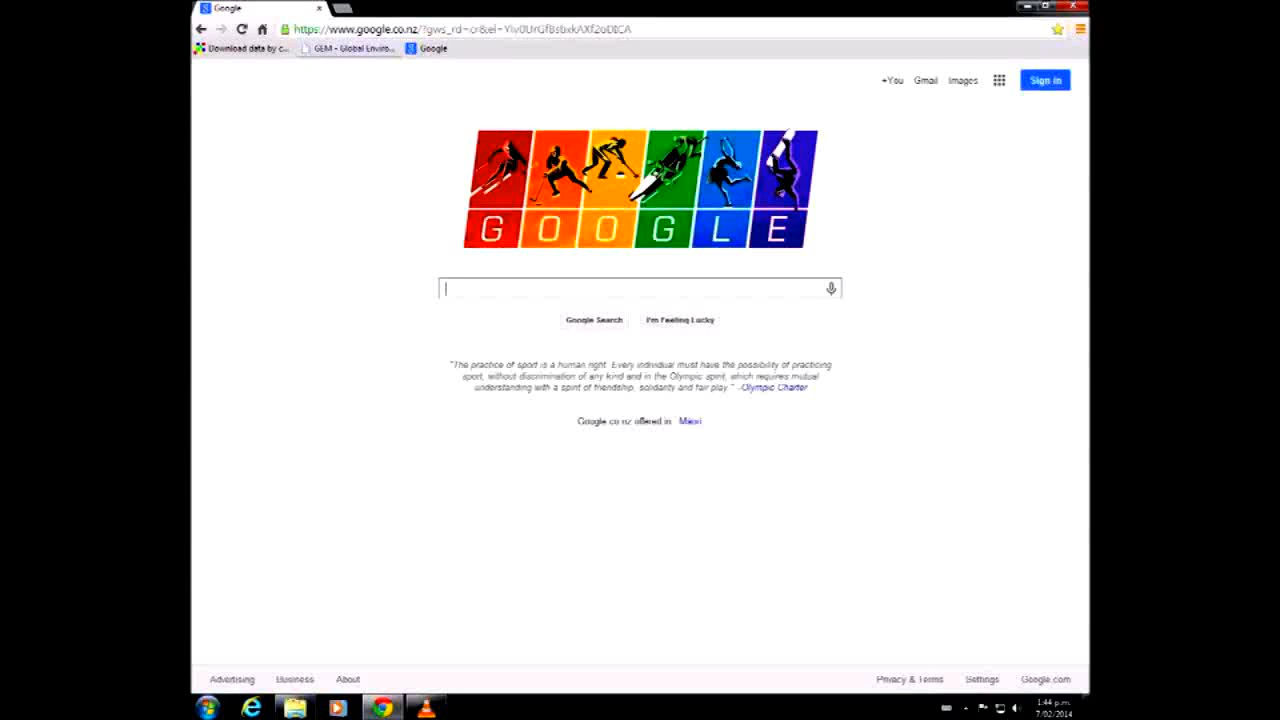 Google
https://www.google.co.nz/?gws_rd=cr&ei=
Download data by c... GEM - Global Enviro... Google
+You Gmail Images Sign in
GOOGLE
Google Search I'm Feeling Lucky
"The practice of sport is a human right. Every individual must have the possibility of practicing
sport, without discrimination of any kind and in the Olympic spirit, which requires mutual
understanding with a spirit of friendship, solidarity and fair play." -Olympic Charter
Google.co.nz offered in: Māori
Advertising Business About Privacy & Terms Settings Google.com
1:44 p.m.
7/02/2014